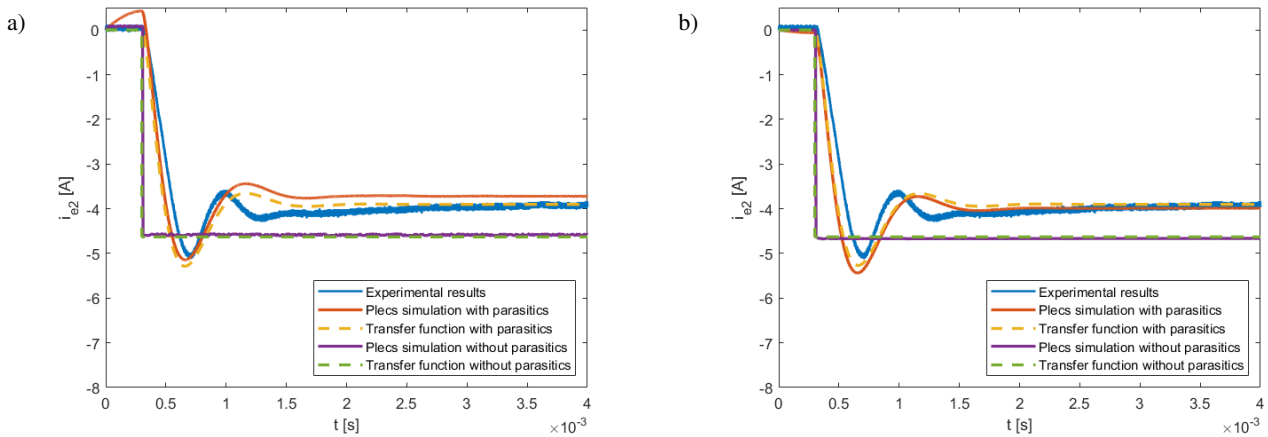 a)
0
-1
-2
-3
-4
-5
-6
-7
-8
i_e2 [A]
Experimental results
Plecs simulation with parasitics
Transfer function with parasitics
Plecs simulation without parasitics
Transfer function without parasitics
0 0.5 1 1.5 2 2.5 3 3.5 4
t [s] ×10^-3
b)
0
-1
-2
-3
-4
-5
-6
-7
-8
i_e2 [A]
Experimental results
Plecs simulation with parasitics
Transfer function with parasitics
Plecs simulation without parasitics
Transfer function without parasitics
0 0.5 1 1.5 2 2.5 3 3.5 4
t [s] ×10^-3